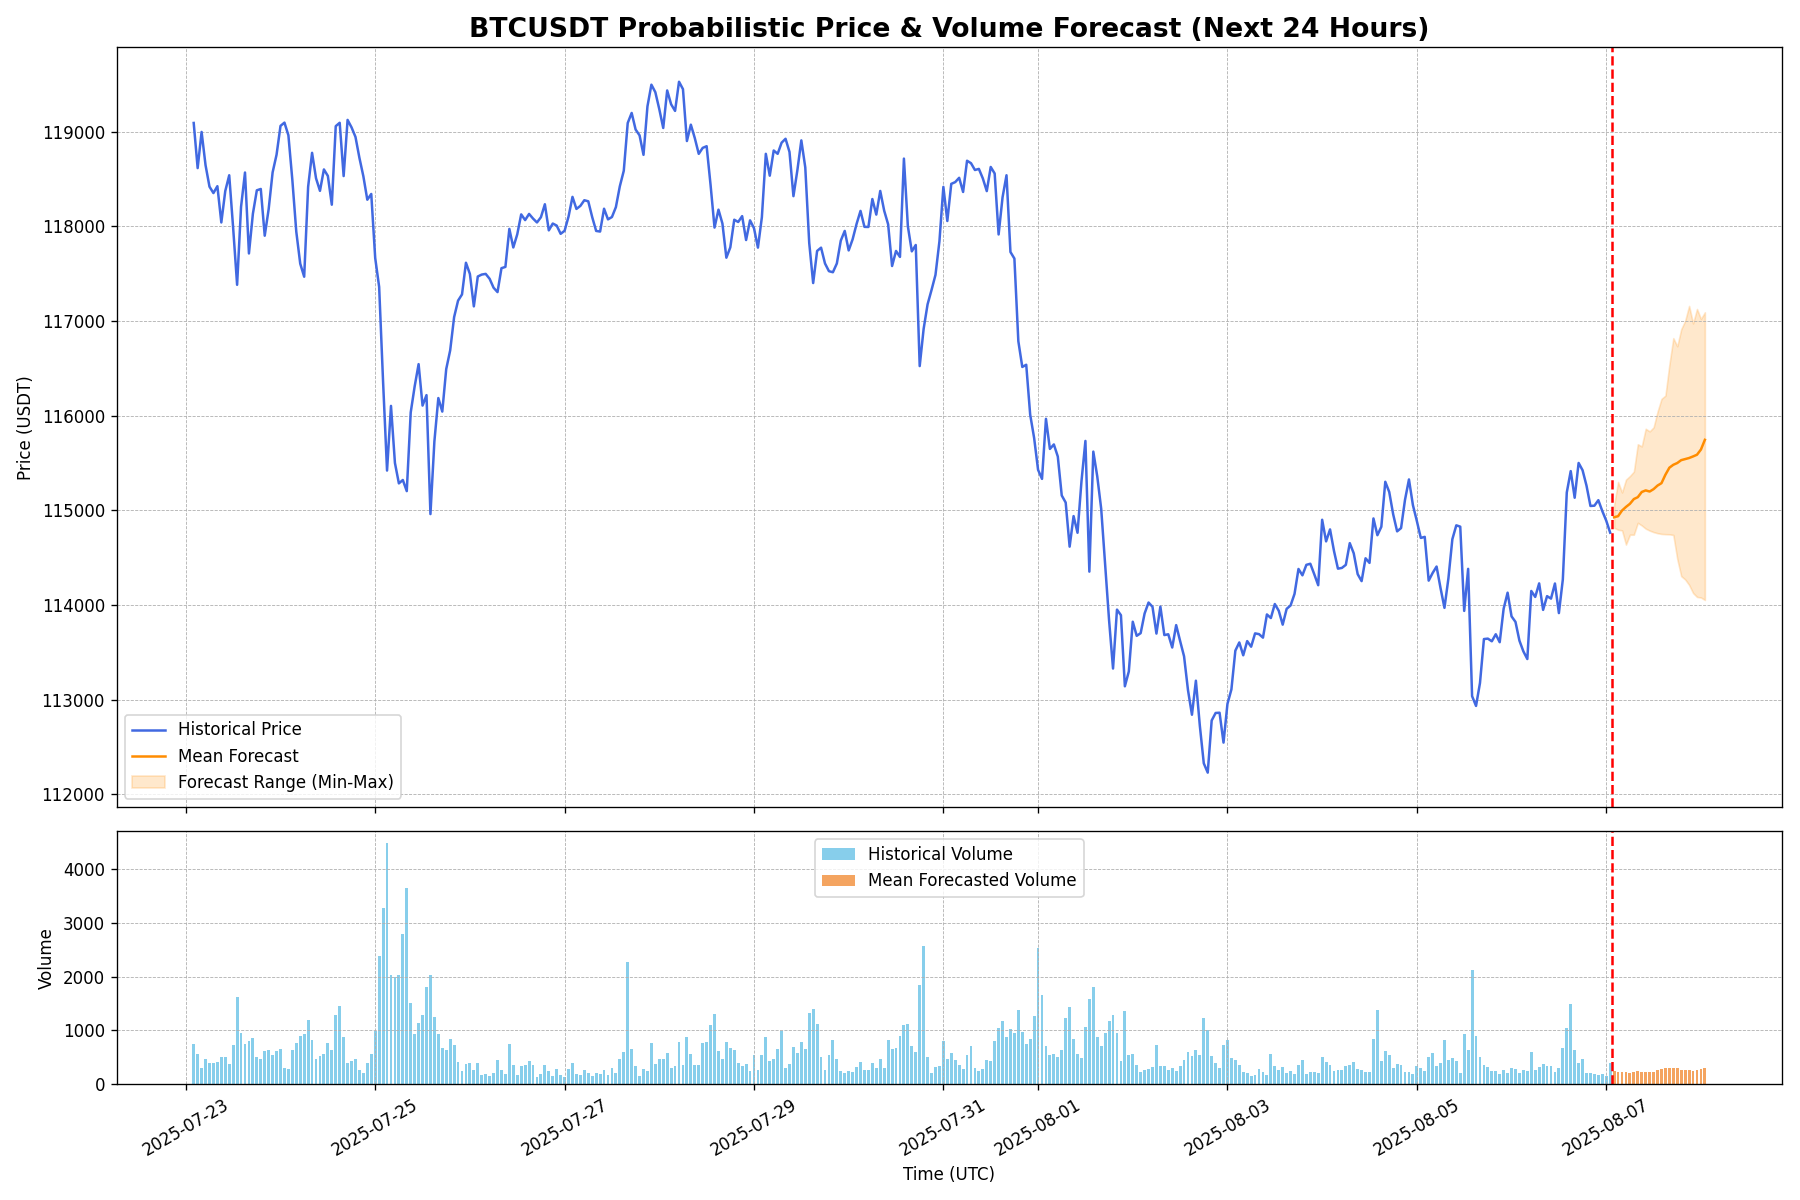 BTCUSDT Probabilistic Price & Volume Forecast (Next 24 Hours)
Price (USDT)
119000
118000
117000
116000
115000
114000
113000
112000
Historical Price
Mean Forecast
Forecast Range (Min-Max)
Volume
4000
3000
2000
1000
0
Historical Volume
Mean Forecasted Volume
2025-07-23
2025-07-25
2025-07-27
2025-07-29
2025-07-31
2025-08-01
2025-08-03
2025-08-05
2025-08-07
Time (UTC)